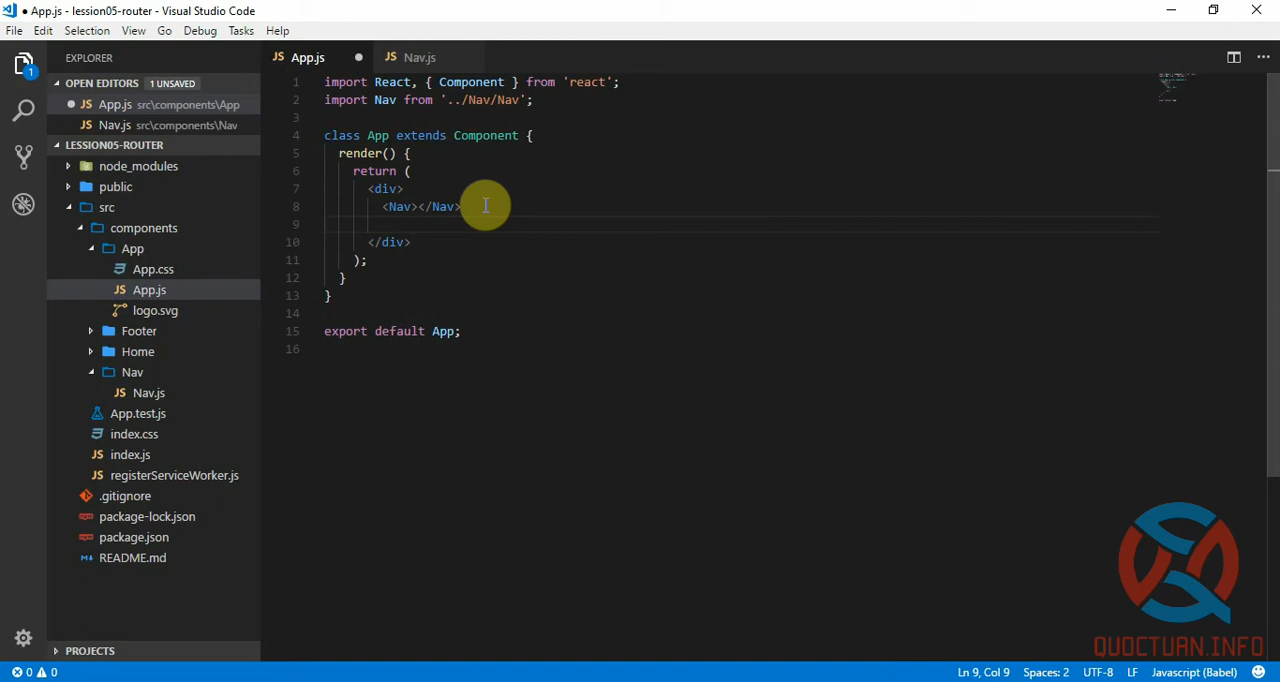 ● App.js - lession05-router - Visual Studio Code
File Edit Selection View Go Debug Tasks Help
EXPLORER
JS App.js ●
JS Nav.js
OPEN EDITORS 1 UNSAVED
● JS App.js src\components\App
JS Nav.js src\components\Nav
LESSION05-ROUTER
node_modules
public
src
components
App
App.css
JS App.js
logo.svg
Footer
Home
Nav
JS Nav.js
App.test.js
index.css
JS index.js
JS registerServiceWorker.js
.gitignore
package-lock.json
package.json
README.md
PROJECTS
1
1 import React, { Component } from 'react';
2 import Nav from '../Nav/Nav';
3
4 class App extends Component {
5 render() {
6 return (
7 <div>
8 <Nav></Nav>
9
10 </div>
11 );
12 }
13 }
14
15 export default App;
16
QUOCTUAN.INFO
0 0
Ln 9, Col 9 Spaces: 2 UTF-8 LF Javascript (Babel)